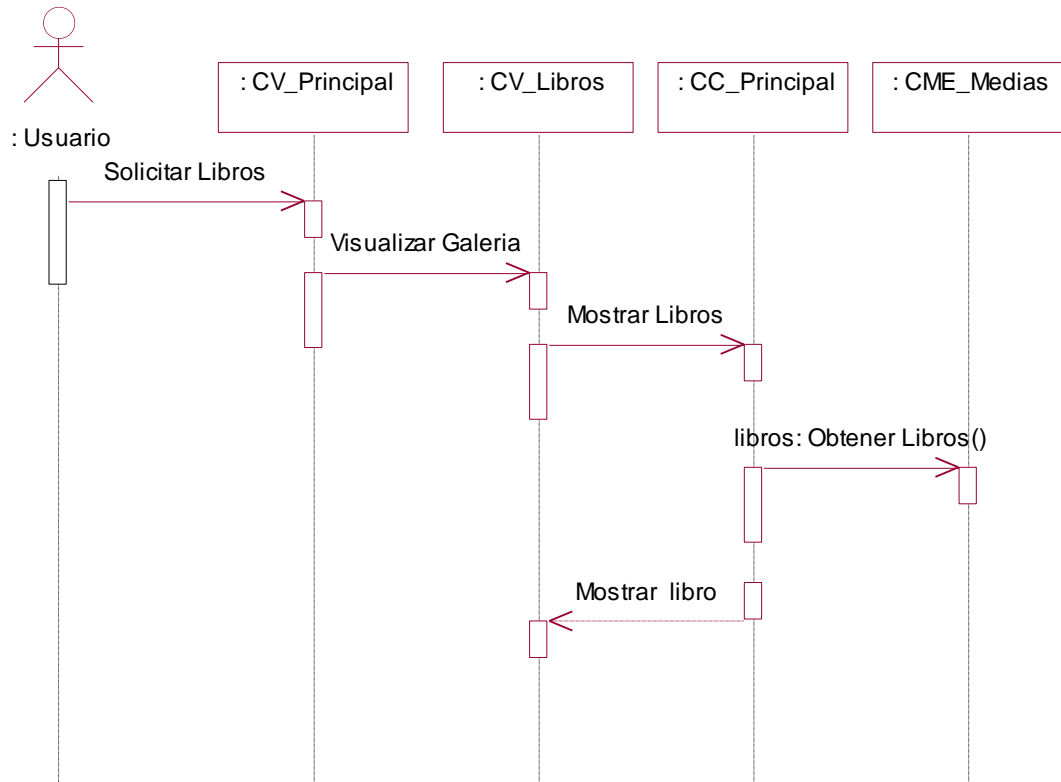 : CV_Principal
: CV_Libros
: CC_Principal
: CME_Medias
: Usuario
Solicitar Libros
Visualizar Galeria
Mostrar Libros
libros: Obtener Libros()
Mostrar libro